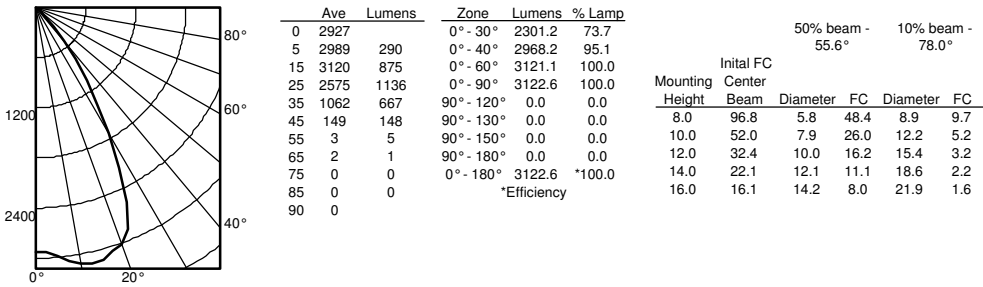 80°
60°
40°
20°
0°
1200
2400
Ave Lumens
0 2927
5 2989 290
15 3120 875
25 2575 1136
35 1062 667
45 149 148
55 3 5
65 2 1
75 0 0
85 0 0
90 0
Zone Lumens % Lamp
0°- 30° 2301.2 73.7
0°- 40° 2968.2 95.1
0°- 60° 3121.1 100.0
0°- 90° 3122.6 100.0
90°- 120° 0.0 0.0
90°- 130° 0.0 0.0
90°- 150° 0.0 0.0
90°- 180° 0.0 0.0
0°- 180° 3122.6 *100.0
*Efficiency
50% beam - 10% beam -
55.6° 78.0°
Inital FC
Mounting Center
Height Beam Diameter FC Diameter FC
8.0 96.8 5.8 48.4 8.9 9.7
10.0 52.0 7.9 26.0 12.2 5.2
12.0 32.4 10.0 16.2 15.4 3.2
14.0 22.1 12.1 11.1 18.6 2.2
16.0 16.1 14.2 8.0 21.9 1.6